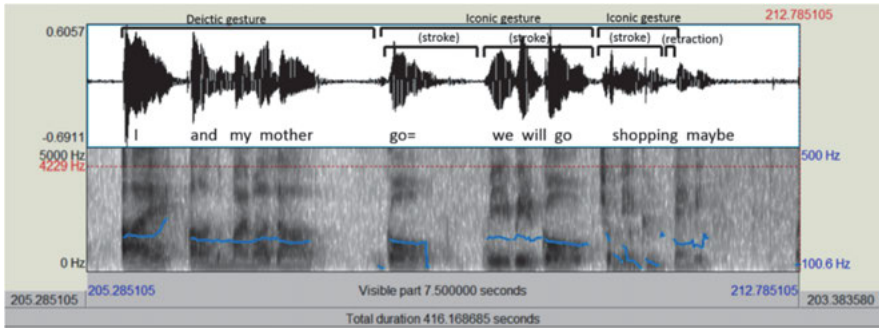 Deictic gesture Iconic gesture Iconic gesture 212.785105
0.6057 (stroke) (stroke) (stroke) (retraction)
I and my mother go= we will go shopping maybe
-0.6911
5000 Hz 500 Hz
4229 Hz
0 Hz 100.6 Hz
205.285105 205.285105 Visible part 7.500000 seconds 212.785105 203.383580
Total duration 416.168685 seconds